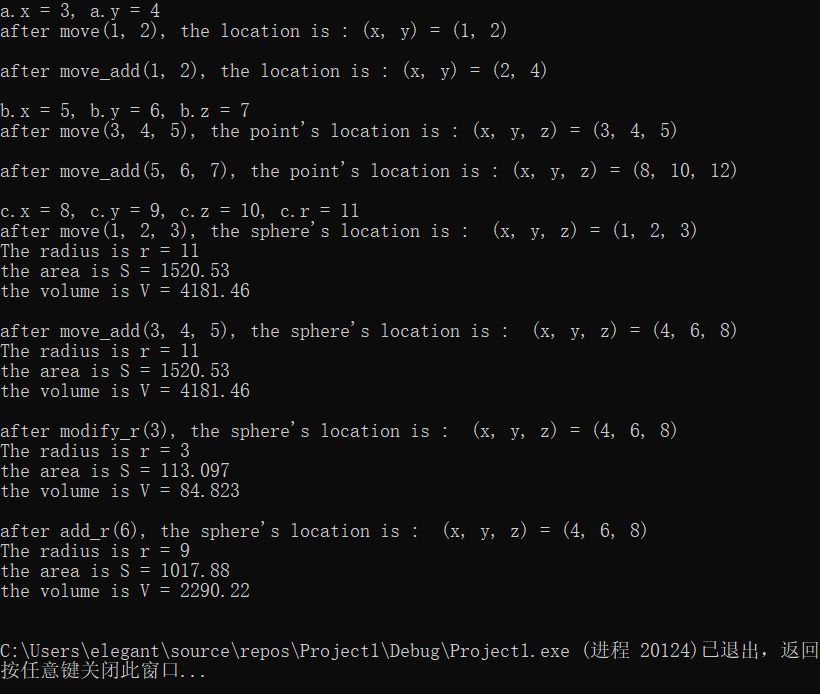 a.x = 3, a.y = 4
after move(1, 2), the location is : (x, y) = (1, 2)
after move_add(1, 2), the location is : (x, y) = (2, 4)
b.x = 5, b.y = 6, b.z = 7
after move(3, 4, 5), the point's location is : (x, y, z) = (3, 4, 5)
after move_add(5, 6, 7), the point's location is : (x, y, z) = (8, 10, 12)
c.x = 8, c.y = 9, c.z = 10, c.r = 11
after move(1, 2, 3), the sphere's location is :  (x, y, z) = (1, 2, 3)
The radius is r = 11
the area is S = 1520.53
the volume is V = 4181.46
after move_add(3, 4, 5), the sphere's location is :  (x, y, z) = (4, 6, 8)
The radius is r = 11
the area is S = 1520.53
the volume is V = 4181.46
after modify_r(3), the sphere's location is :  (x, y, z) = (4, 6, 8)
The radius is r = 3
the area is S = 113.097
the volume is V = 84.823
after add_r(6), the sphere's location is :  (x, y, z) = (4, 6, 8)
The radius is r = 9
the area is S = 1017.88
the volume is V = 2290.22
C:\Users\elegant\source\repos\Project1\Debug\Project1.exe (进程 20124)已退出，返回
按任意键关闭此窗口...